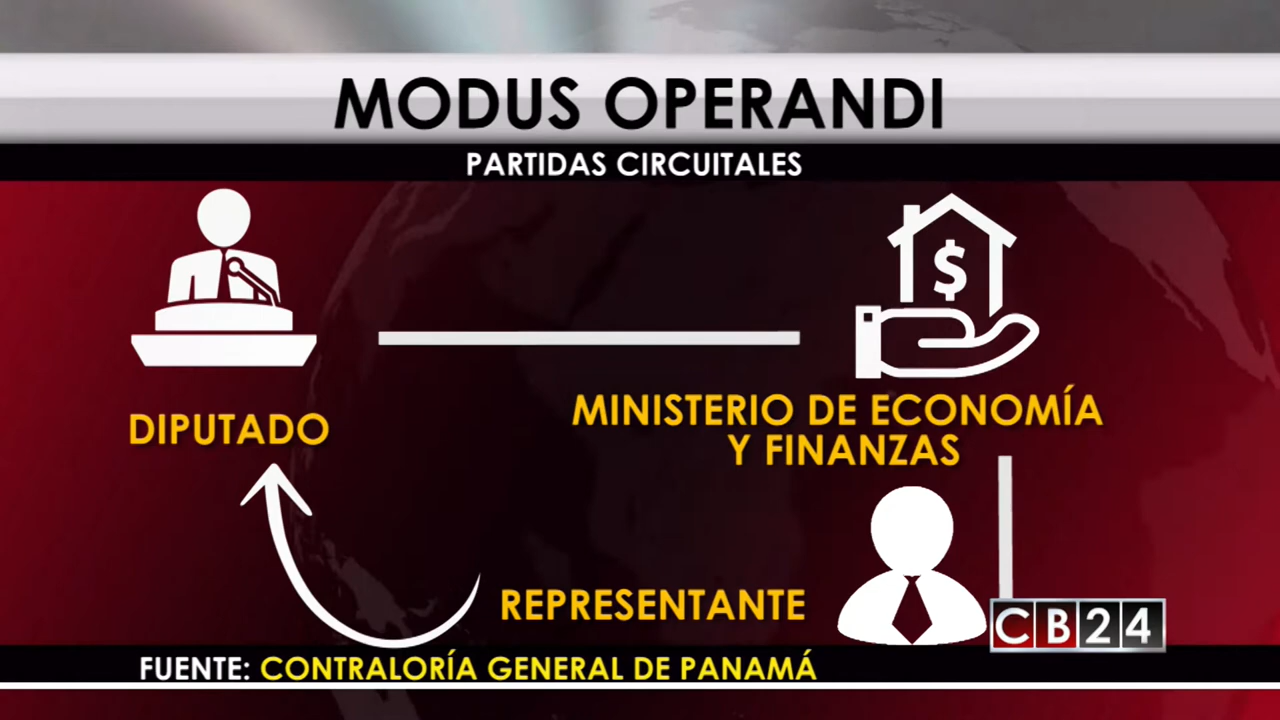 MODUS OPERANDI
PARTIDAS CIRCUITALES
$
DIPUTADO
MINISTERIO DE ECONOMÍA
Y FINANZAS
REPRESENTANTE
CB24
FUENTE: CONTRALORÍA GENERAL DE PANAMÁ